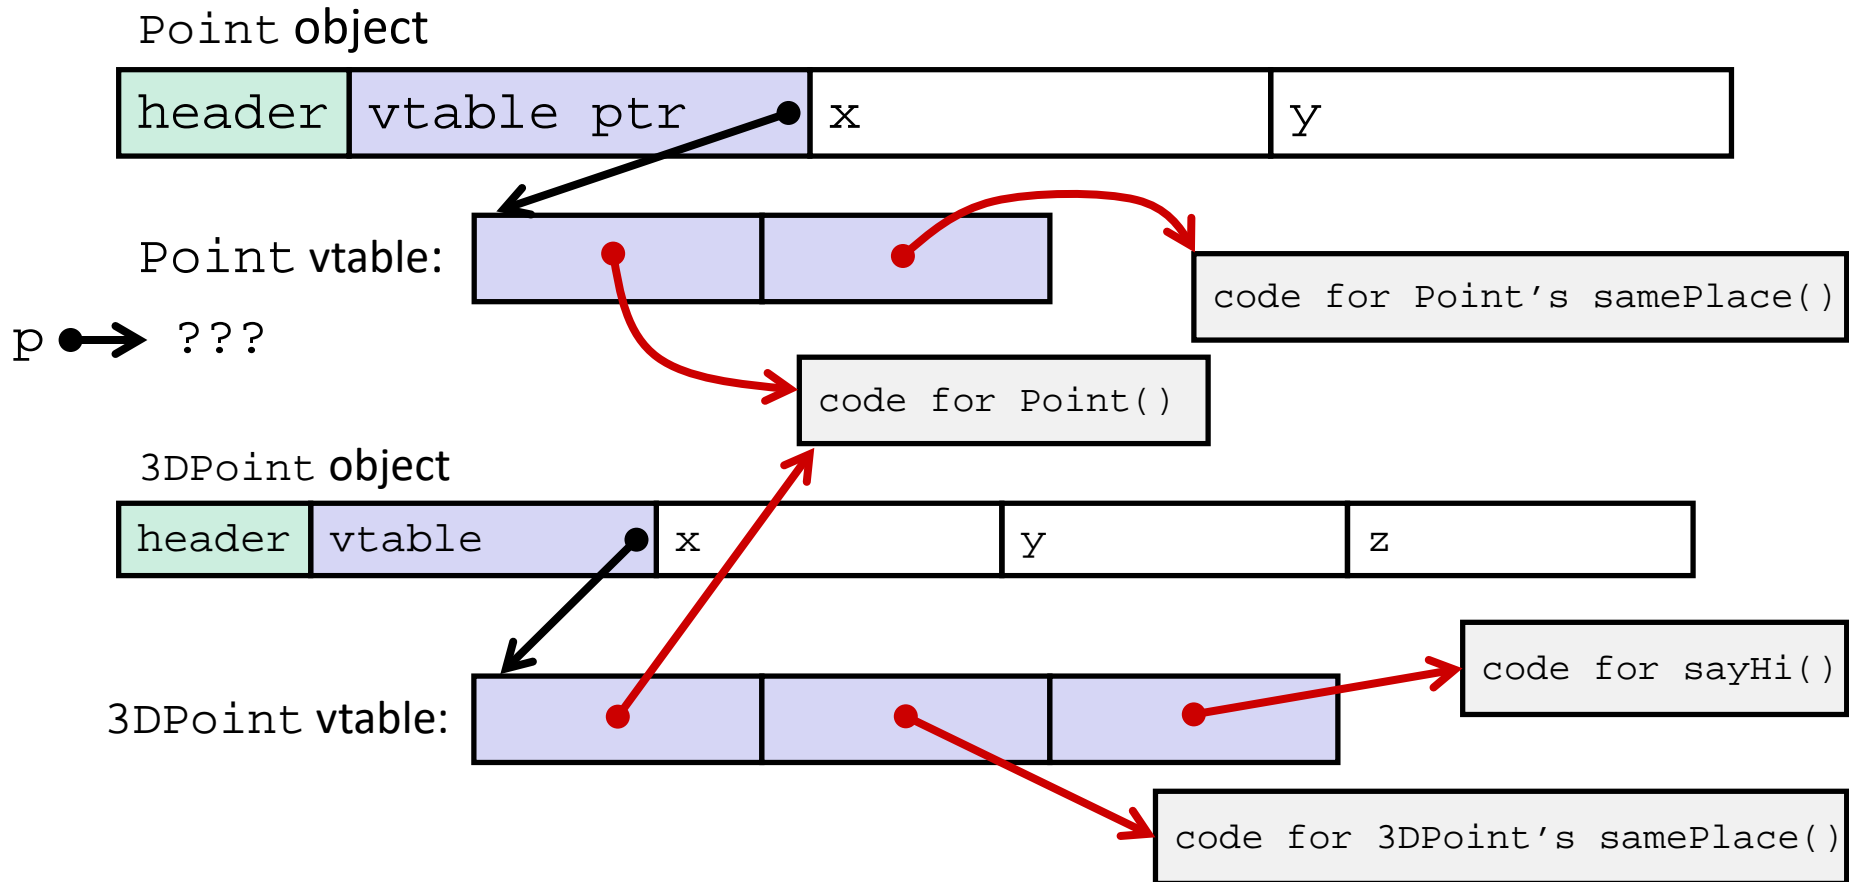 Point object
header vtable ptr x y
Point vtable:
code for Point's samePlace()
p ???
code for Point()
3DPoint object
header vtable x y z
code for sayHi()
3DPoint vtable:
code for 3DPoint's samePlace()